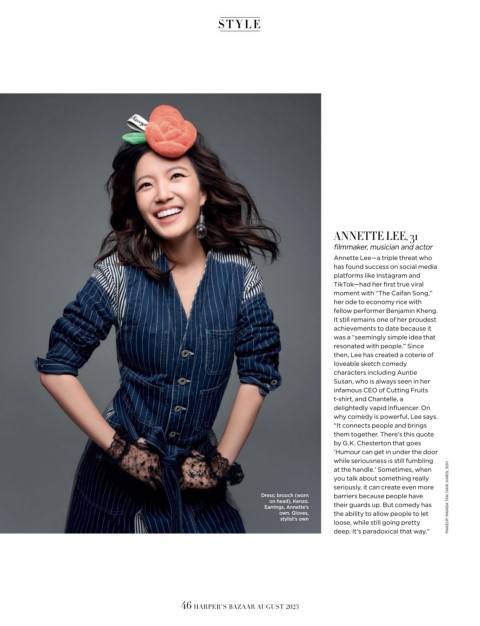 STYLE
ANNETTE LEE, 31
filmmaker, musician and actor
Annette Lee—a triple threat who
has found success on social media
platforms like Instagram and
TikTok—had her first true viral
moment with "The Caifan Song,"
her ode to economy rice with
fellow performer Benjamin Kheng.
It still remains one of her proudest
achievements to date because it
was a "seemingly simple idea that
resonated with people." Since
then, Lee has created a coterie of
loveable sketch comedy
characters including Auntie
Susan, who is always seen in her
infamous CEO of Cutting Fruits
t-shirt, and Chantelle, a
delightedly vapid influencer. On
why comedy is powerful, Lee says.
"It connects people and brings
them together. There's this quote
by G.K. Chesterton that goes
'Humour can get in under the door
while seriousness is still fumbling
at the handle.' Sometimes, when
you talk about something really
seriously, it can create even more
barriers because people have
their guards up. But comedy has
the ability to allow people to let
loose, while still going pretty
deep. It's paradoxical that way."
Dress; brooch (worn
on head), Kenzo.
Earrings, Annette's
own. Gloves,
stylist's own
46 HARPER'S BAZAAR AUGUST 2023